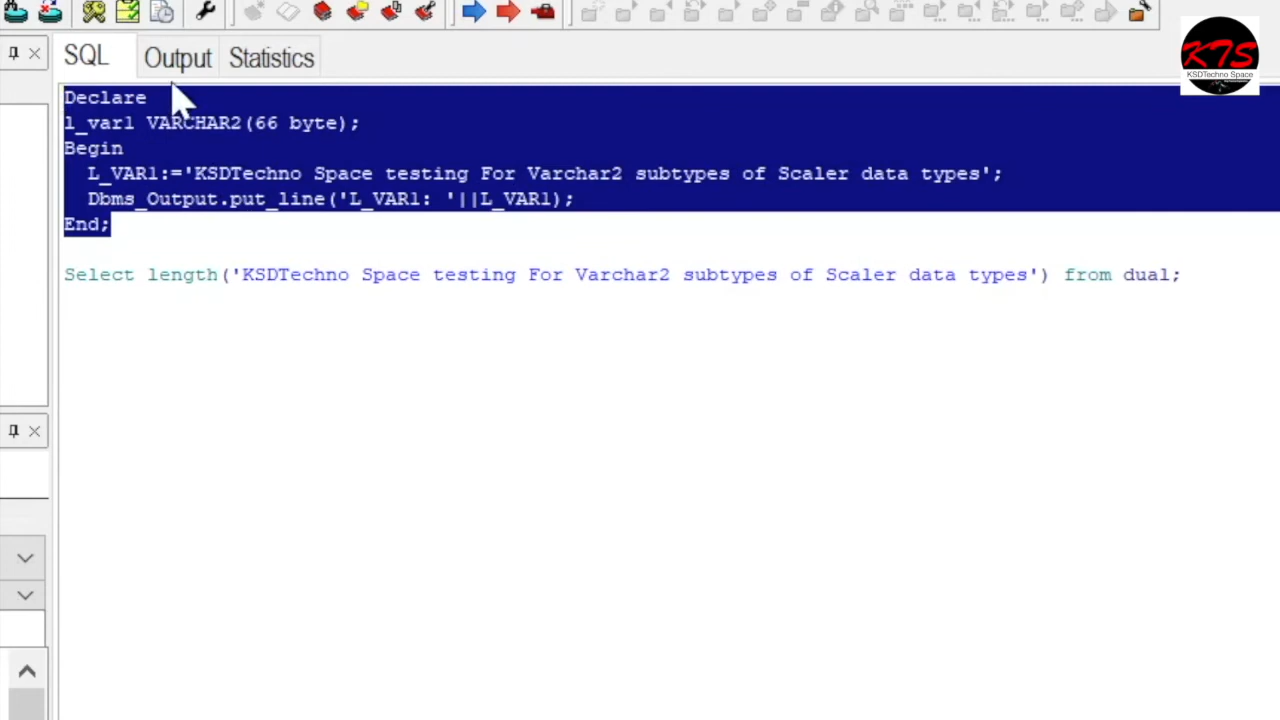 KTS
KSDTechno Space
SQL
Output
Statistics
Declare
l_var1 VARCHAR2(66 byte);
Begin
L_VAR1:='KSDTechno Space testing For Varchar2 subtypes of Scaler data types';
Dbms_Output.put_line('L_VAR1: '||L_VAR1);
End;
Select length('KSDTechno Space testing For Varchar2 subtypes of Scaler data types') from dual;